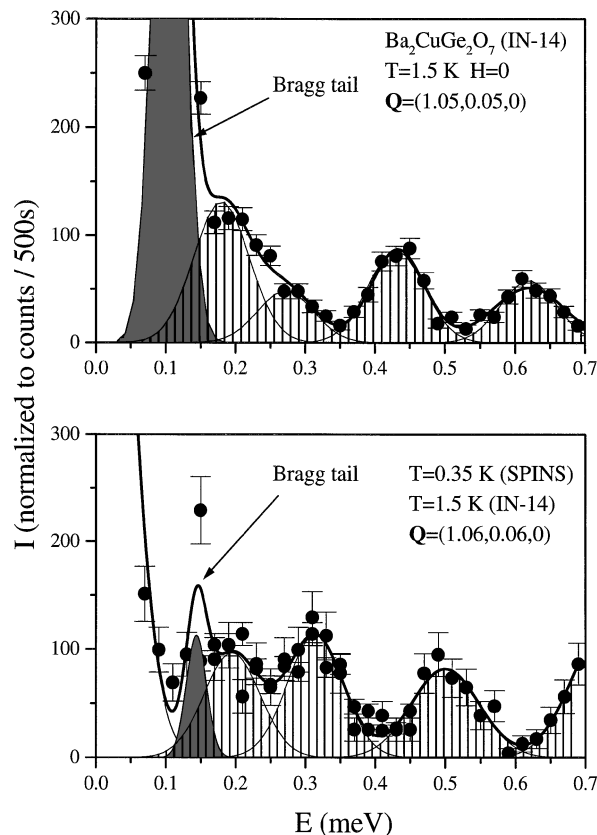 Ba2CuGe2O7 (IN-14)
T=1.5 K H=0
Q=(1.05,0.05,0)
Bragg tail
300
200
100
0
0.0 0.1 0.2 0.3 0.4 0.5 0.6 0.7
I (normalized to counts / 500s)
T=0.35 K (SPINS)
T=1.5 K (IN-14)
Q=(1.06,0.06,0)
Bragg tail
300
200
100
0
0.0 0.1 0.2 0.3 0.4 0.5 0.6 0.7
E (meV)